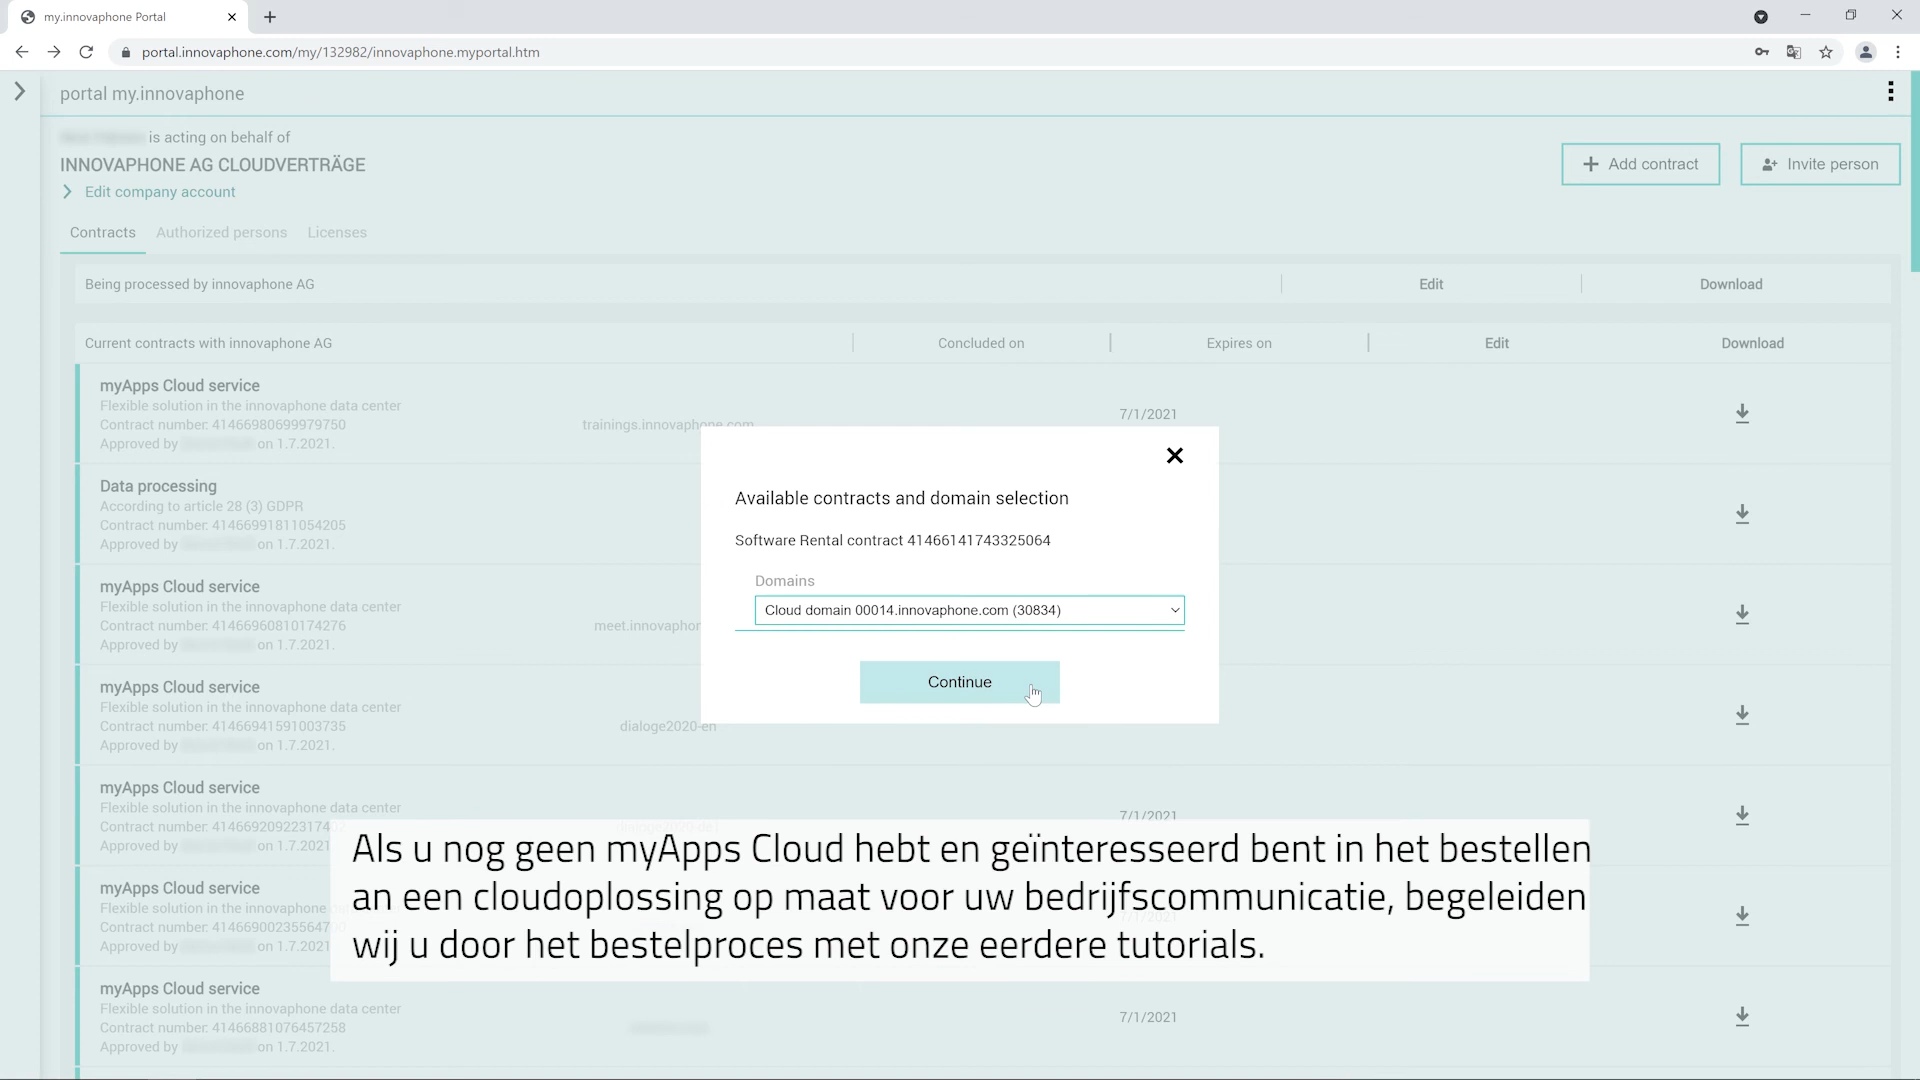 my.innovaphone Portal
portal.innovaphone.com/my/132982/innovaphone.myportal.htm
portal my.innovaphone
is acting on behalf of
INNOVAPHONE AG CLOUDVERTRÄGE
Edit company account
Add contract
Invite person
Contracts Authorized persons Licenses
Being processed by innovaphone AG Edit Download
Current contracts with innovaphone AG Concluded on Expires on Edit Download
myApps Cloud service
Flexible solution in the innovaphone data center
Contract number: 41466980699979750
Approved by on 1.7.2021.
trainings.innovaphone.com
7/1/2021
Data processing
According to article 28 (3) GDPR
Contract number: 41466991811054205
Approved by on 1.7.2021.
myApps Cloud service
Flexible solution in the innovaphone data center
Contract number: 41466960810174276
Approved by on 1.7.2021.
meet.innovaphor
myApps Cloud service
Flexible solution in the innovaphone data center
Contract number: 41466941591003735
Approved by on 1.7.2021.
dialoge2020-en
Available contracts and domain selection
Software Rental contract 41466141743325064
Domains
Cloud domain 00014.innovaphone.com (30834)
Continue
myApps Cloud service
Flexible solution in the innovaphone data center
Contract number:
Approved by on 1.7.2021
7/1/2021
myApps Cloud service
Flexible solution in the innovaphone
Contract number:
Approved by on 1.7.2021
Als u nog geen myApps Cloud hebt en geïnteresseerd bent in het bestellen
an een cloudoplossing op maat voor uw bedrijfscommunicatie, begeleiden
wij u door het bestelproces met onze eerdere tutorials.
myApps Cloud service
Flexible solution in the innovaphone data center
Contract number: 41466881076457258
Approved by on 1.7.2021.
7/1/2021